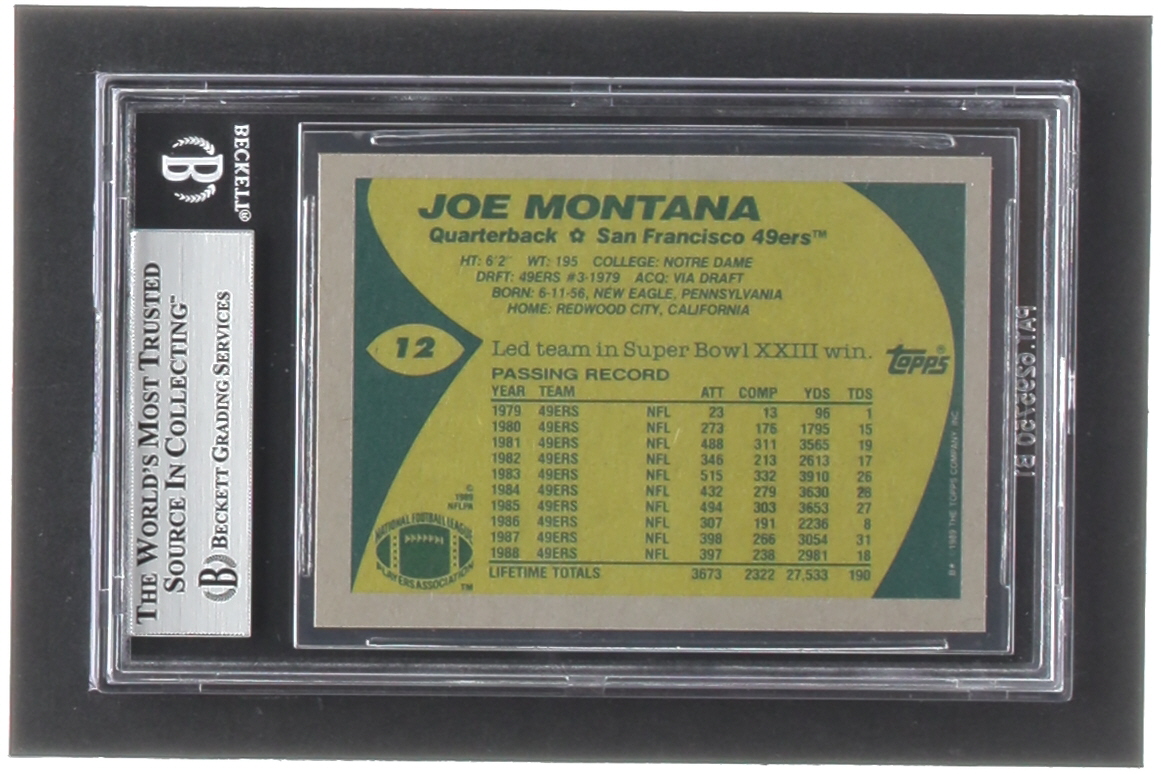 BECKETT®
THE WORLD'S MOST TRUSTED
SOURCE IN COLLECTING™
B BECKETT GRADING SERVICES
JOE MONTANA
Quarterback ☆ San Francisco 49ers™
HT: 6'2" WT: 195 COLLEGE: NOTRE DAME
DRFT: 49ERS #3-1979 ACQ: VIA DRAFT
BORN: 6-11-56, NEW EAGLE, PENNSYLVANIA
HOME: REDWOOD CITY, CALIFORNIA
12
Led team in Super Bowl XXIII win.
TOPPS®
PASSING RECORD
YEAR TEAM ATT COMP YDS TDS
1979 49ERS NFL 23 13 96 1
1980 49ERS NFL 273 176 1795 15
1981 49ERS NFL 488 311 3565 19
1982 49ERS NFL 346 213 2613 17
1983 49ERS NFL 515 332 3910 26
1984 49ERS NFL 432 279 3630 28
1985 49ERS NFL 494 303 3653 27
1986 49ERS NFL 307 191 2236 8
1987 49ERS NFL 398 266 3054 31
1988 49ERS NFL 397 238 2981 18
LIFETIME TOTALS 3673 2322 27,533 190
©
1989
NFLPA
NATIONAL FOOTBALL LEAGUE
PLAYERS ASSOCIATION
™
B* 1989 THE TOPPS COMPANY, INC.